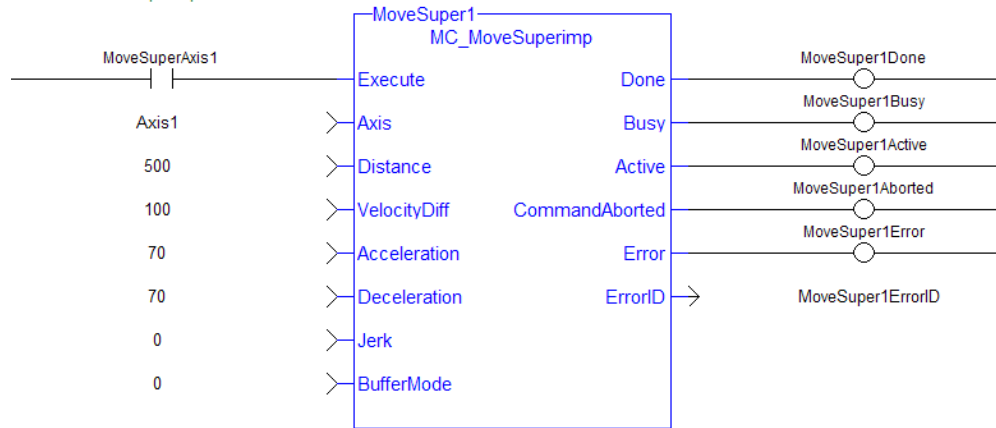 MoveSuper1
MC_MoveSuperimp
MoveSuperAxis1 Execute Done MoveSuper1Done
Axis1 Axis Busy MoveSuper1Busy
500 Distance Active MoveSuper1Active
100 VelocityDiff CommandAborted MoveSuper1Aborted
70 Acceleration Error MoveSuper1Error
70 Deceleration ErrorID MoveSuper1ErrorID
0 Jerk
0 BufferMode